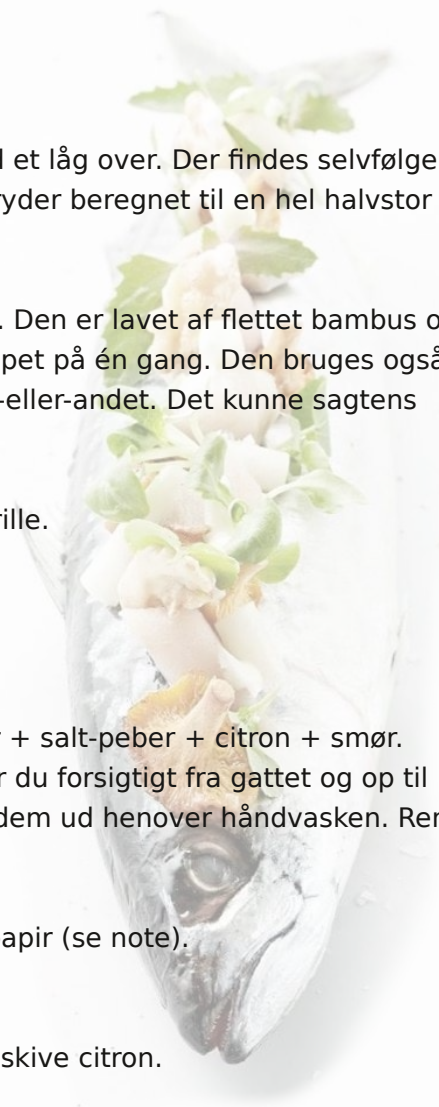 et låg over. Der findes selvfølge
ryder beregnet til en hel halvstor
. Den er lavet af flettet bambus o
pet på én gang. Den bruges også
-eller-andet. Det kunne sagtens
rille.
+ salt-peber + citron + smør.
r du forsigtigt fra gattet og op til
dem ud henover håndvasken. Ren
apir (se note).
skive citron.